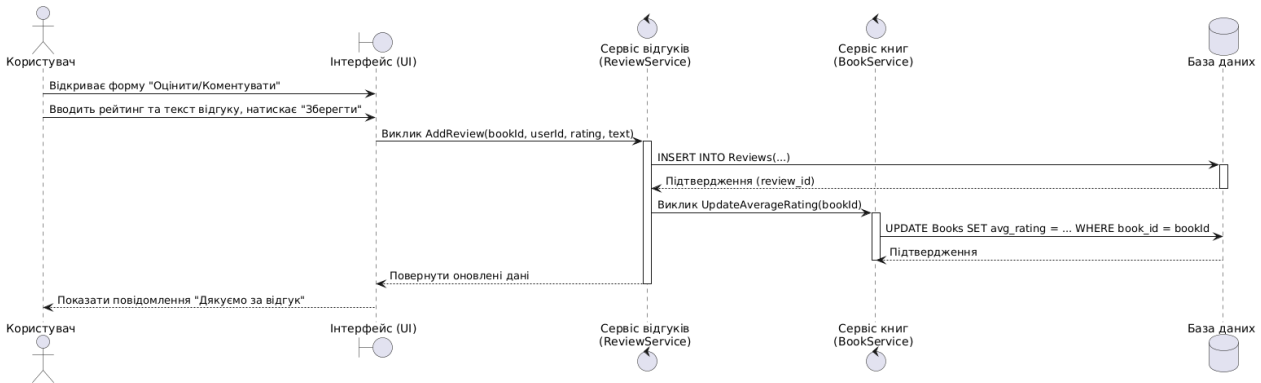 Користувач
Інтерфейс (UI)
Сервіс відгуків
(ReviewService)
Сервіс книг
(BookService)
База даних
Відкриває форму "Оцінити/Коментувати"
Вводить рейтинг та текст відгуку, натискає "Зберегти"
Виклик AddReview(bookId, userId, rating, text)
INSERT INTO Reviews(...)
Підтвердження (review_id)
Виклик UpdateAverageRating(bookId)
UPDATE Books SET avg_rating = ... WHERE book_id = bookId
Підтвердження
Повернути оновлені дані
Показати повідомлення "Дякуємо за відгук"
Користувач
Інтерфейс (UI)
Сервіс відгуків
(ReviewService)
Сервіс книг
(BookService)
База даних